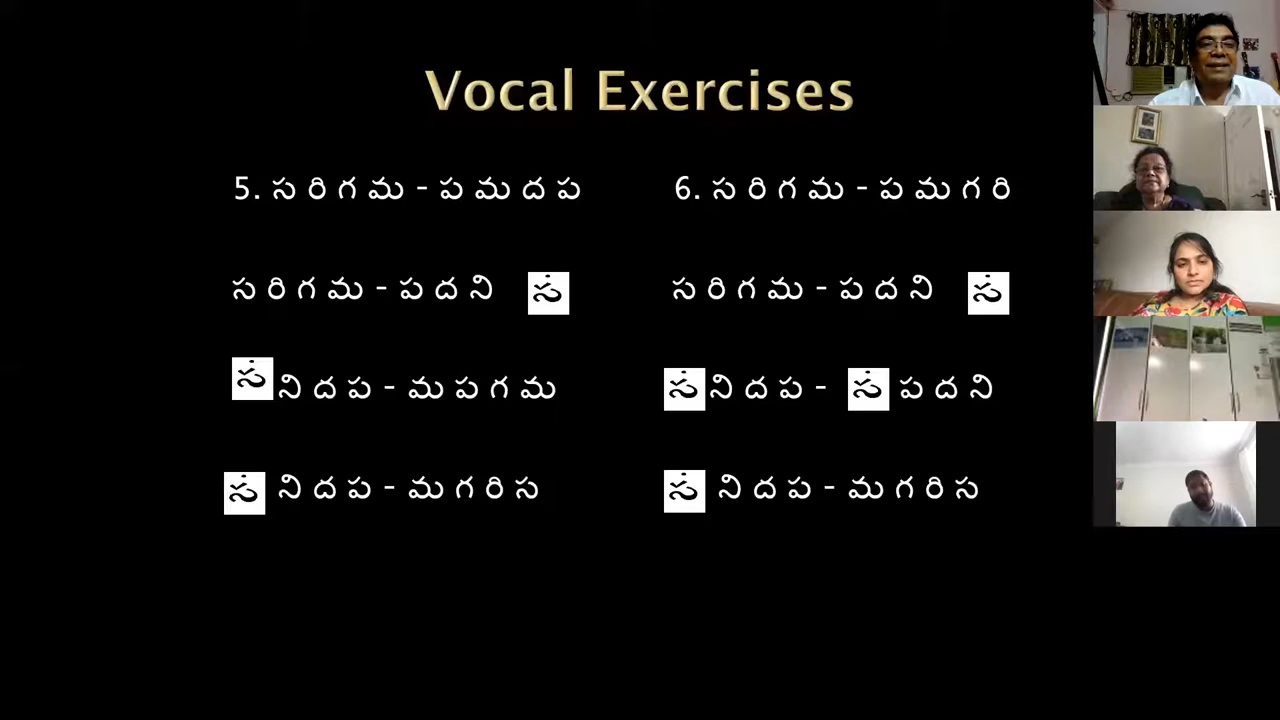 Vocal Exercises
5. స రి గ మ - ప మ ద ప
స రి గ మ - ప ద ని స̇
స̇ ని ద ప - మ ప గ మ
స̇ ని ద ప - మ గ రి స
6. స రి గ మ - ప మ గ రి
స రి గ మ - ప ద ని స̇
స̇ ని ద ప - స̇ ప ద ని
స̇ ని ద ప - మ గ రి స